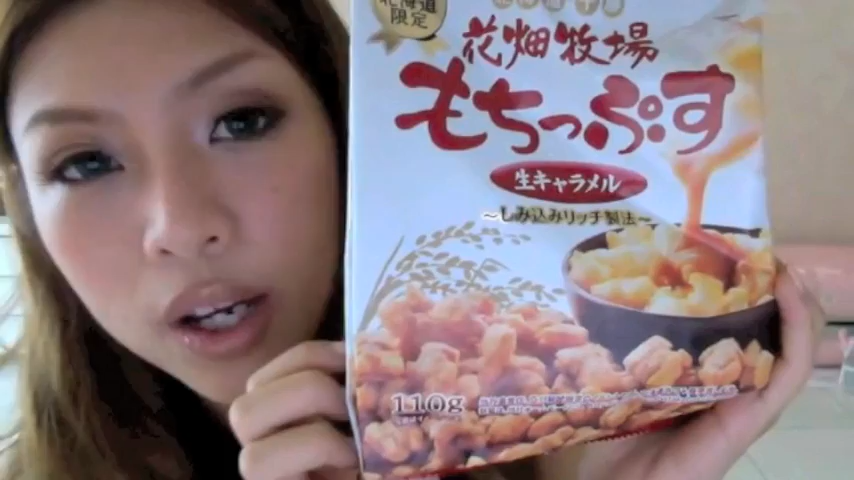 北海道
限定
花畑牧場
もちっぷす
生キャラメル
～しみ込みリッチ製法～
110g